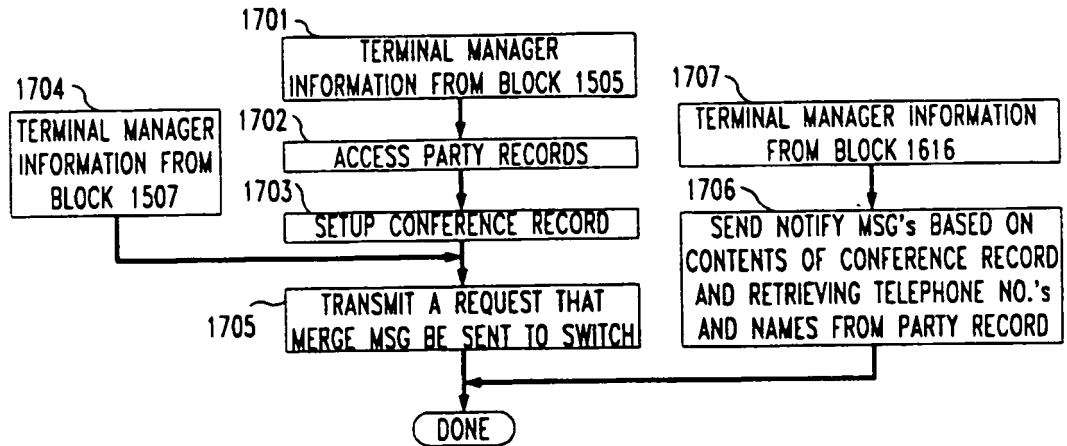 1701
TERMINAL MANAGER
INFORMATION FROM BLOCK 1505
1704
TERMINAL MANAGER
INFORMATION FROM
BLOCK 1507
1702
ACCESS PARTY RECORDS
1703
SETUP CONFERENCE RECORD
1705
TRANSMIT A REQUEST THAT
MERGE MSG BE SENT TO SWITCH
1707
TERMINAL MANAGER INFORMATION
FROM BLOCK 1616
1706
SEND NOTIFY MSG's BASED ON
CONTENTS OF CONFERENCE RECORD
AND RETRIEVING TELEPHONE NO.'s
AND NAMES FROM PARTY RECORD
DONE